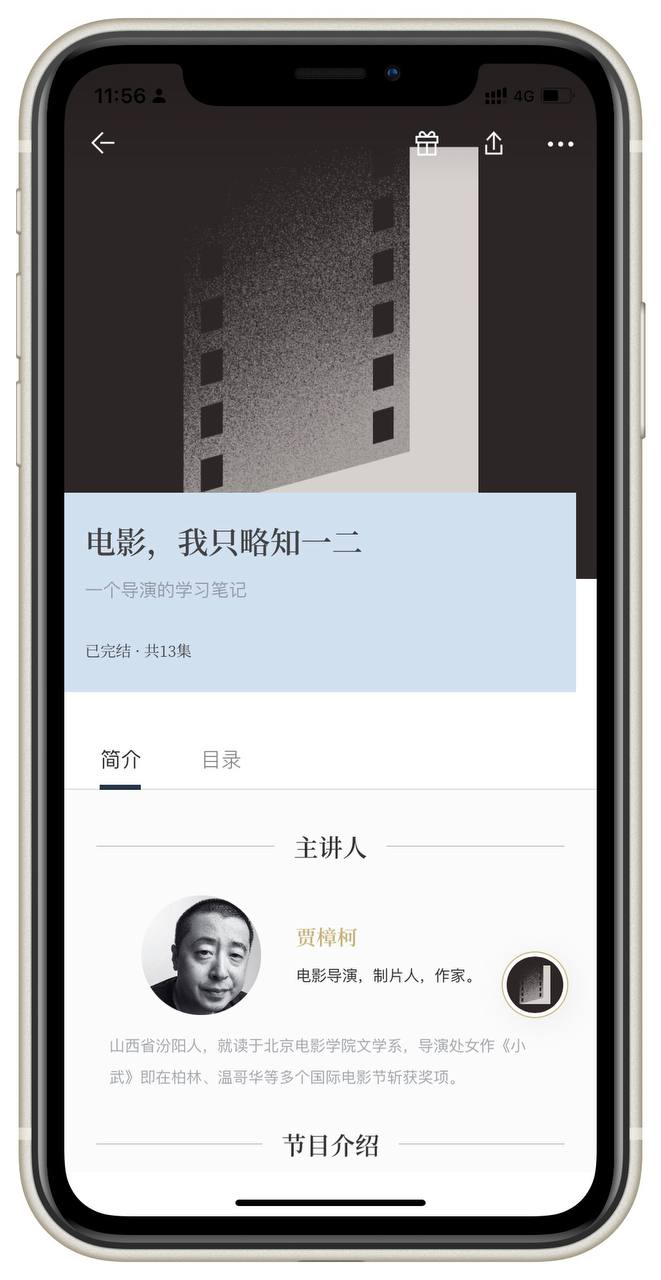 11:56
4G
电影，我只略知一二
一个导演的学习笔记
已完结 · 共13集
简介
目录
主讲人
贾樟柯
电影导演，制片人，作家。
山西省汾阳人，就读于北京电影学院文学系，导演处女作《小
武》即在柏林、温哥华等多个国际电影节斩获奖项。
节目介绍